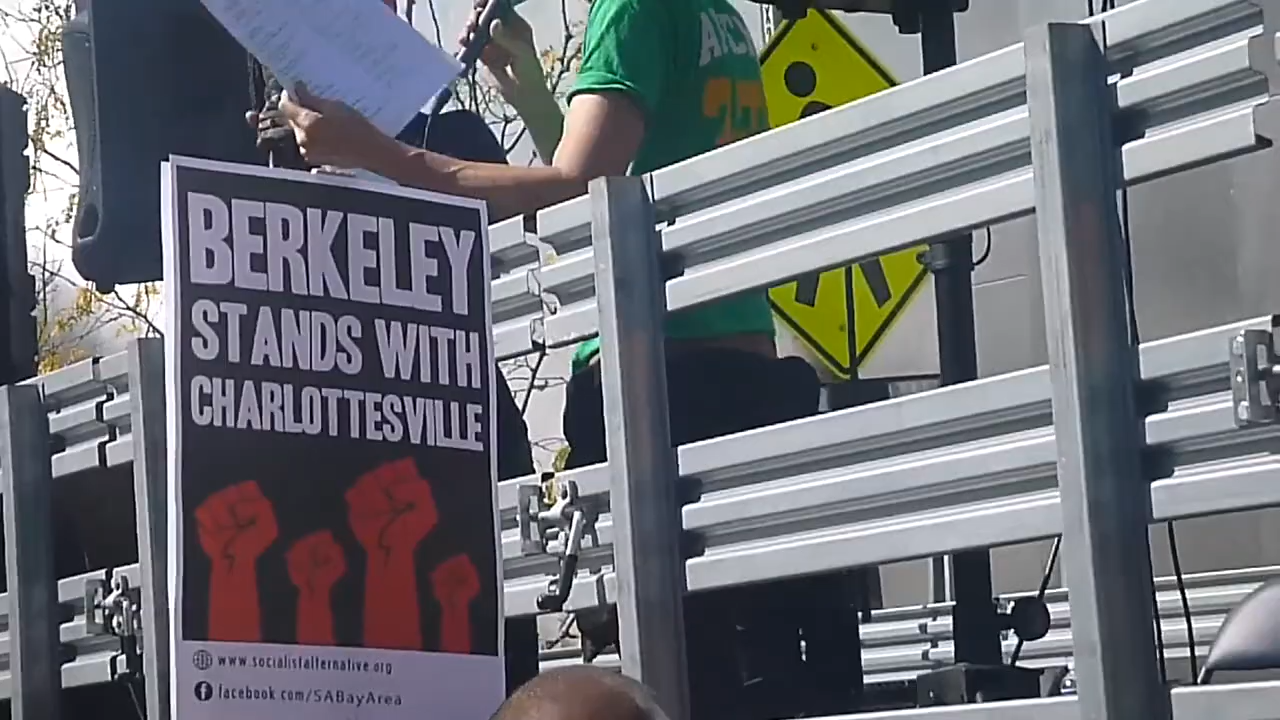 BERKELEY
STANDS WITH
CHARLOTTESVILLE
www.socialistalternative.org
facebook.com/SABayArea